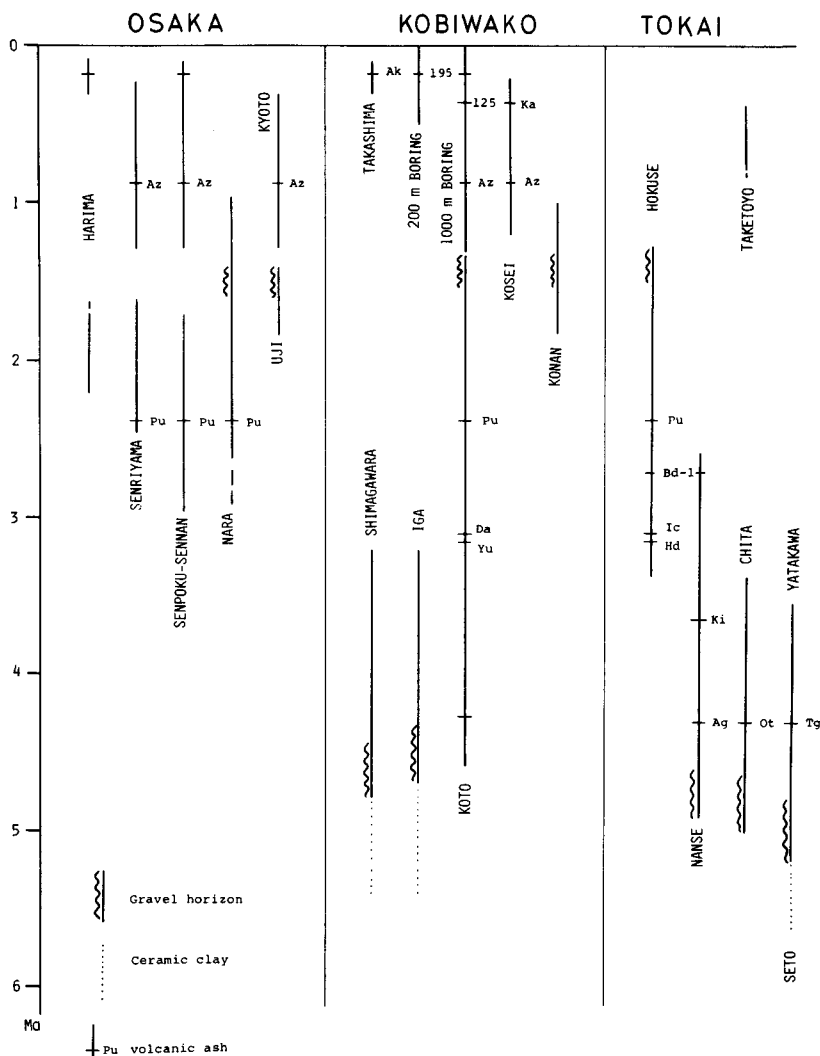 OSAKA KOBIWAKO TOKAI
0
Ak 195
125 Ka
KYOTO
TAKASHIMA
200 m BORING
1000 m BORING
HOKUSE
TAKETOYO
Az Az Az Az Az
1
HARIMA
KOSEI
KONAN
UJI
2
Pu Pu Pu Pu Pu
SENRIYAMA
SENPOKU-SENNAN
NARA
SHIMAGAWARA
IGA
Bd-1
3
Da Ic
Yu Hd
CHITA
YATAKAWA
Ki
4
Ag Ot Tg
KOTO
5
NANSE
Gravel horizon
Ceramic clay
SETO
6
Ma
Pu volcanic ash